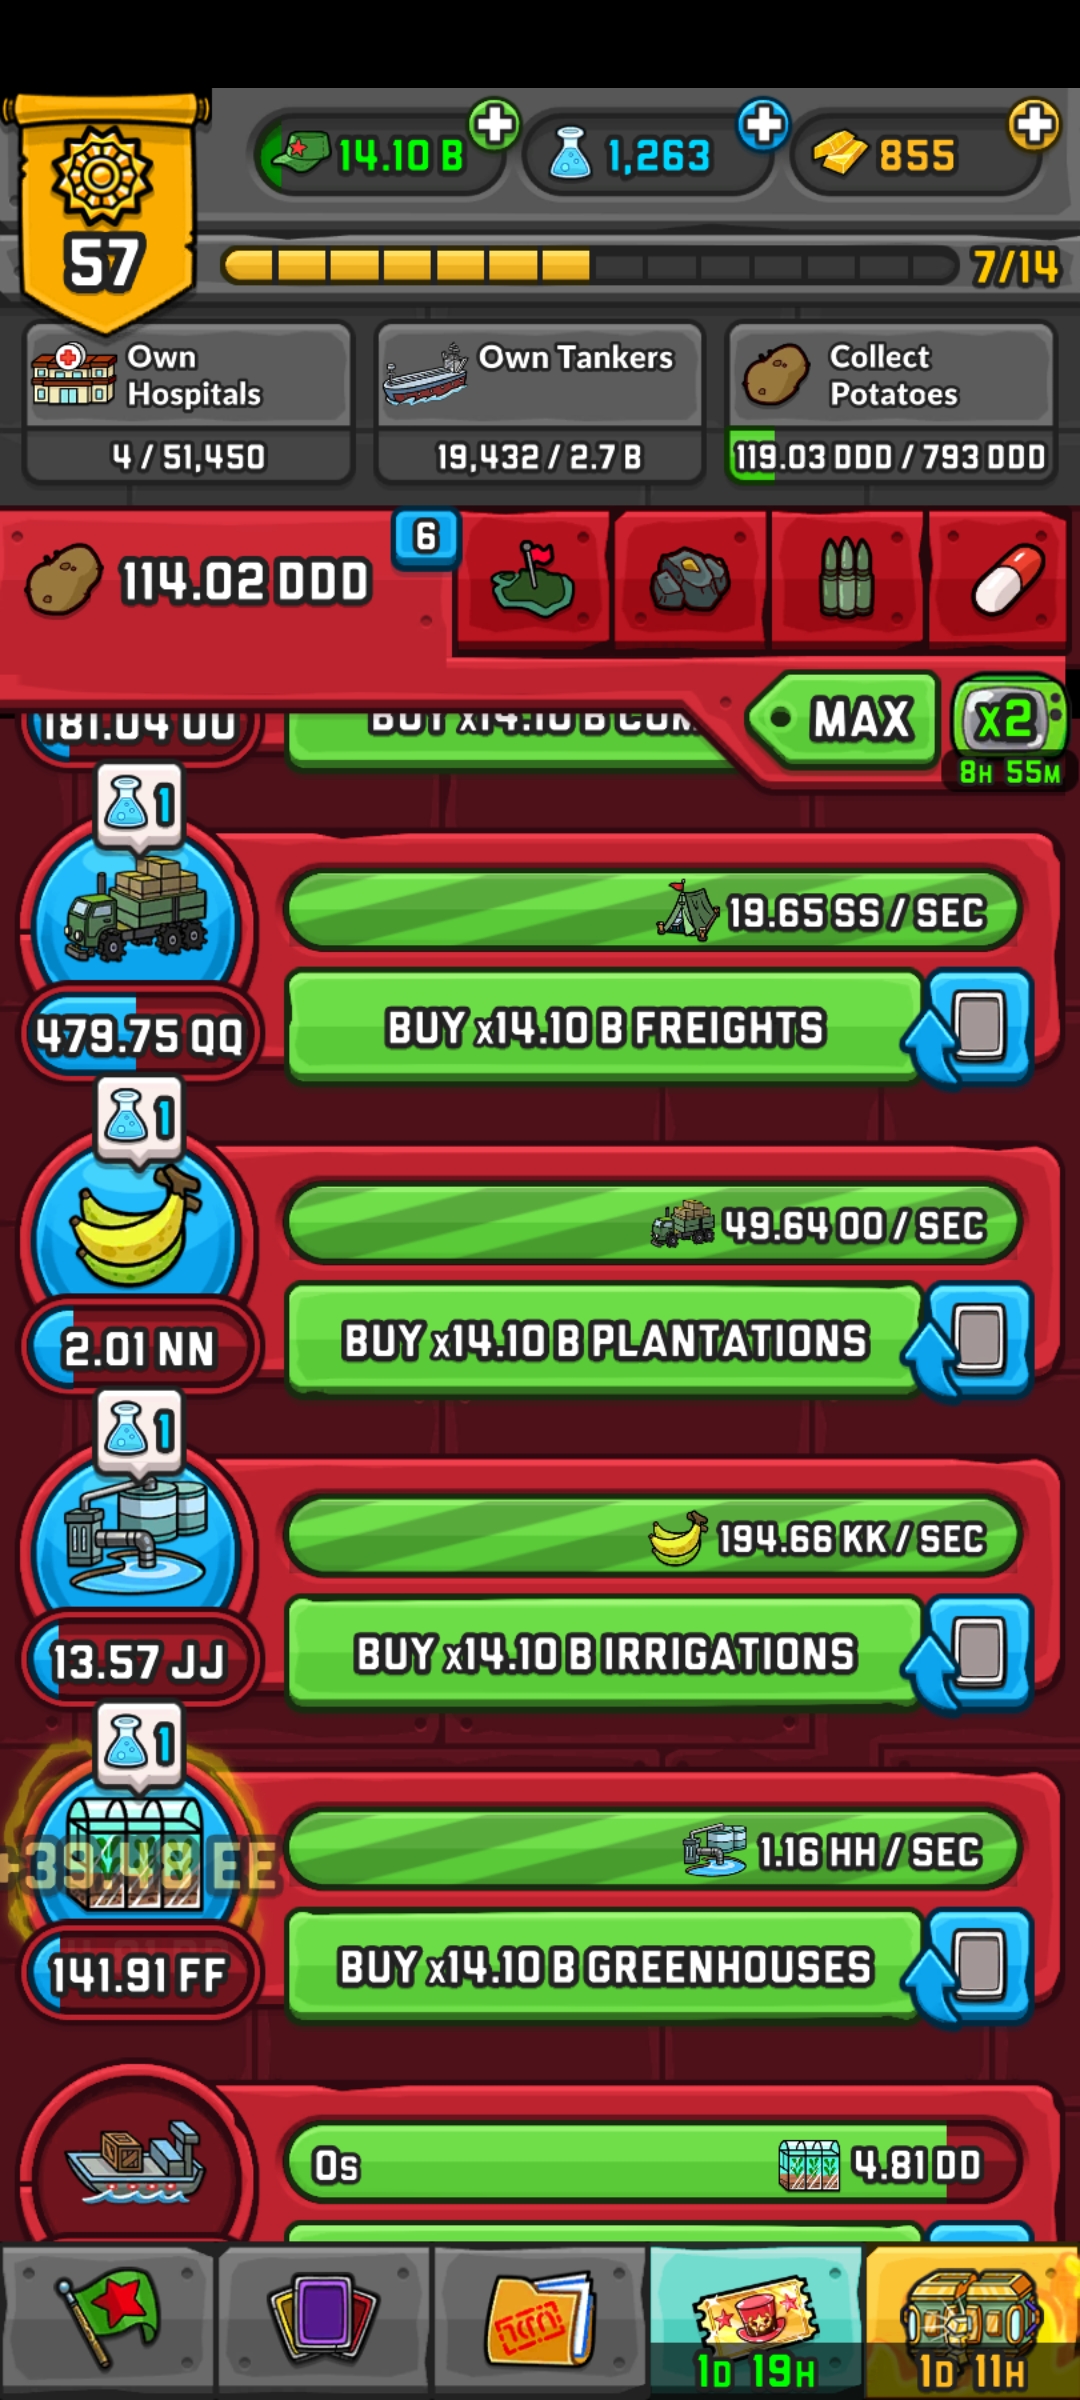 57
14.10 B
1,263
855
7/14
Own
Hospitals
4 / 51,450
Own Tankers
19,432 / 2.7 B
Collect
Potatoes
119.03 DDD / 793 DDD
114.02 DDD
6
MAX
x2
8H 55M
181.04 UU
BUY x14.10 B COM
1
19.65 SS / SEC
479.75 QQ
BUY x14.10 B FREIGHTS
1
49.64 OO / SEC
2.01 NN
BUY x14.10 B PLANTATIONS
1
194.66 KK / SEC
13.57 JJ
BUY x14.10 B IRRIGATIONS
1
1.16 HH / SEC
+39.48 EE
141.91 FF
BUY x14.10 B GREENHOUSES
0s
4.81 DD
1D 19H
1D 11H